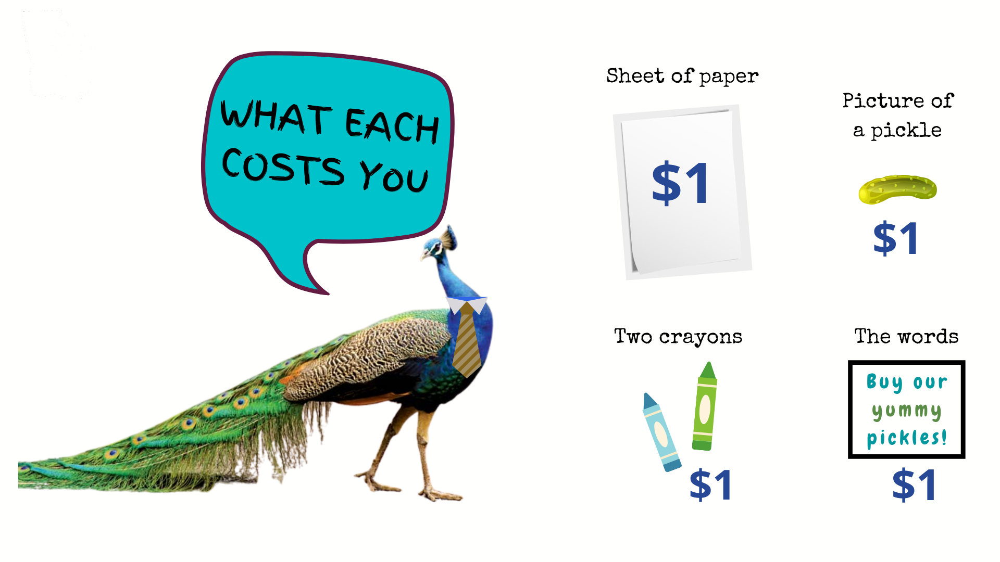 WHAT EACH
COSTS YOU
Sheet of paper
$1
Picture of
a pickle
$1
Two crayons
$1
The words
Buy our
yummy
pickles!
$1